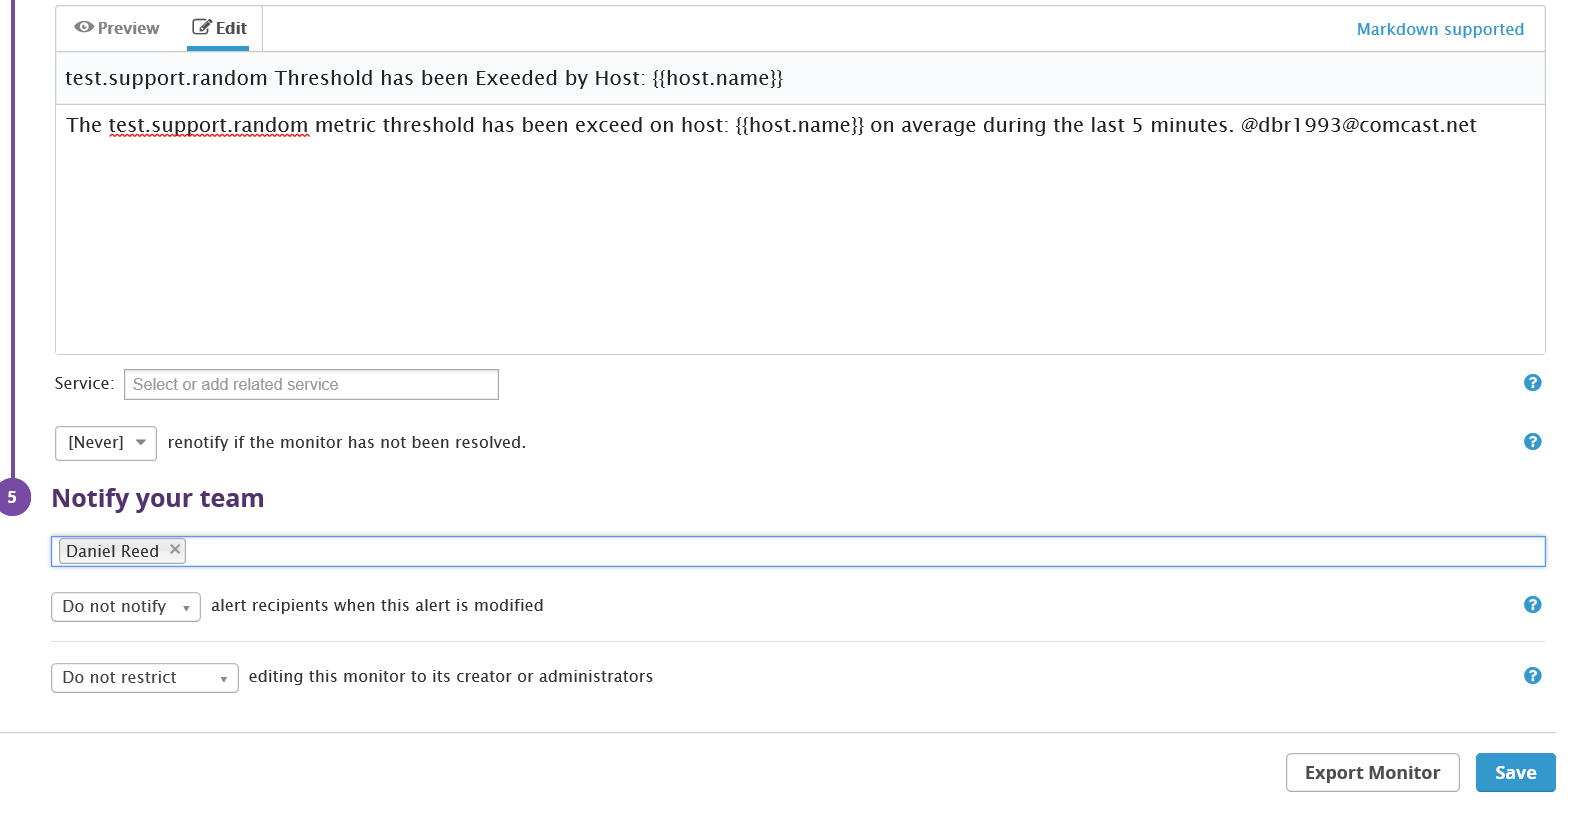 Preview Edit Markdown supported
test.support.random Threshold has been Exeeded by Host: {{host.name}}
The test.support.random metric threshold has been exceed on host: {{host.name}} on average during the last 5 minutes. @dbr1993@comcast.net
Service: Select or add related service ?
[Never] renotify if the monitor has not been resolved. ?
5 Notify your team
Daniel Reed ×
Do not notify alert recipients when this alert is modified ?
Do not restrict editing this monitor to its creator or administrators ?
Export Monitor Save